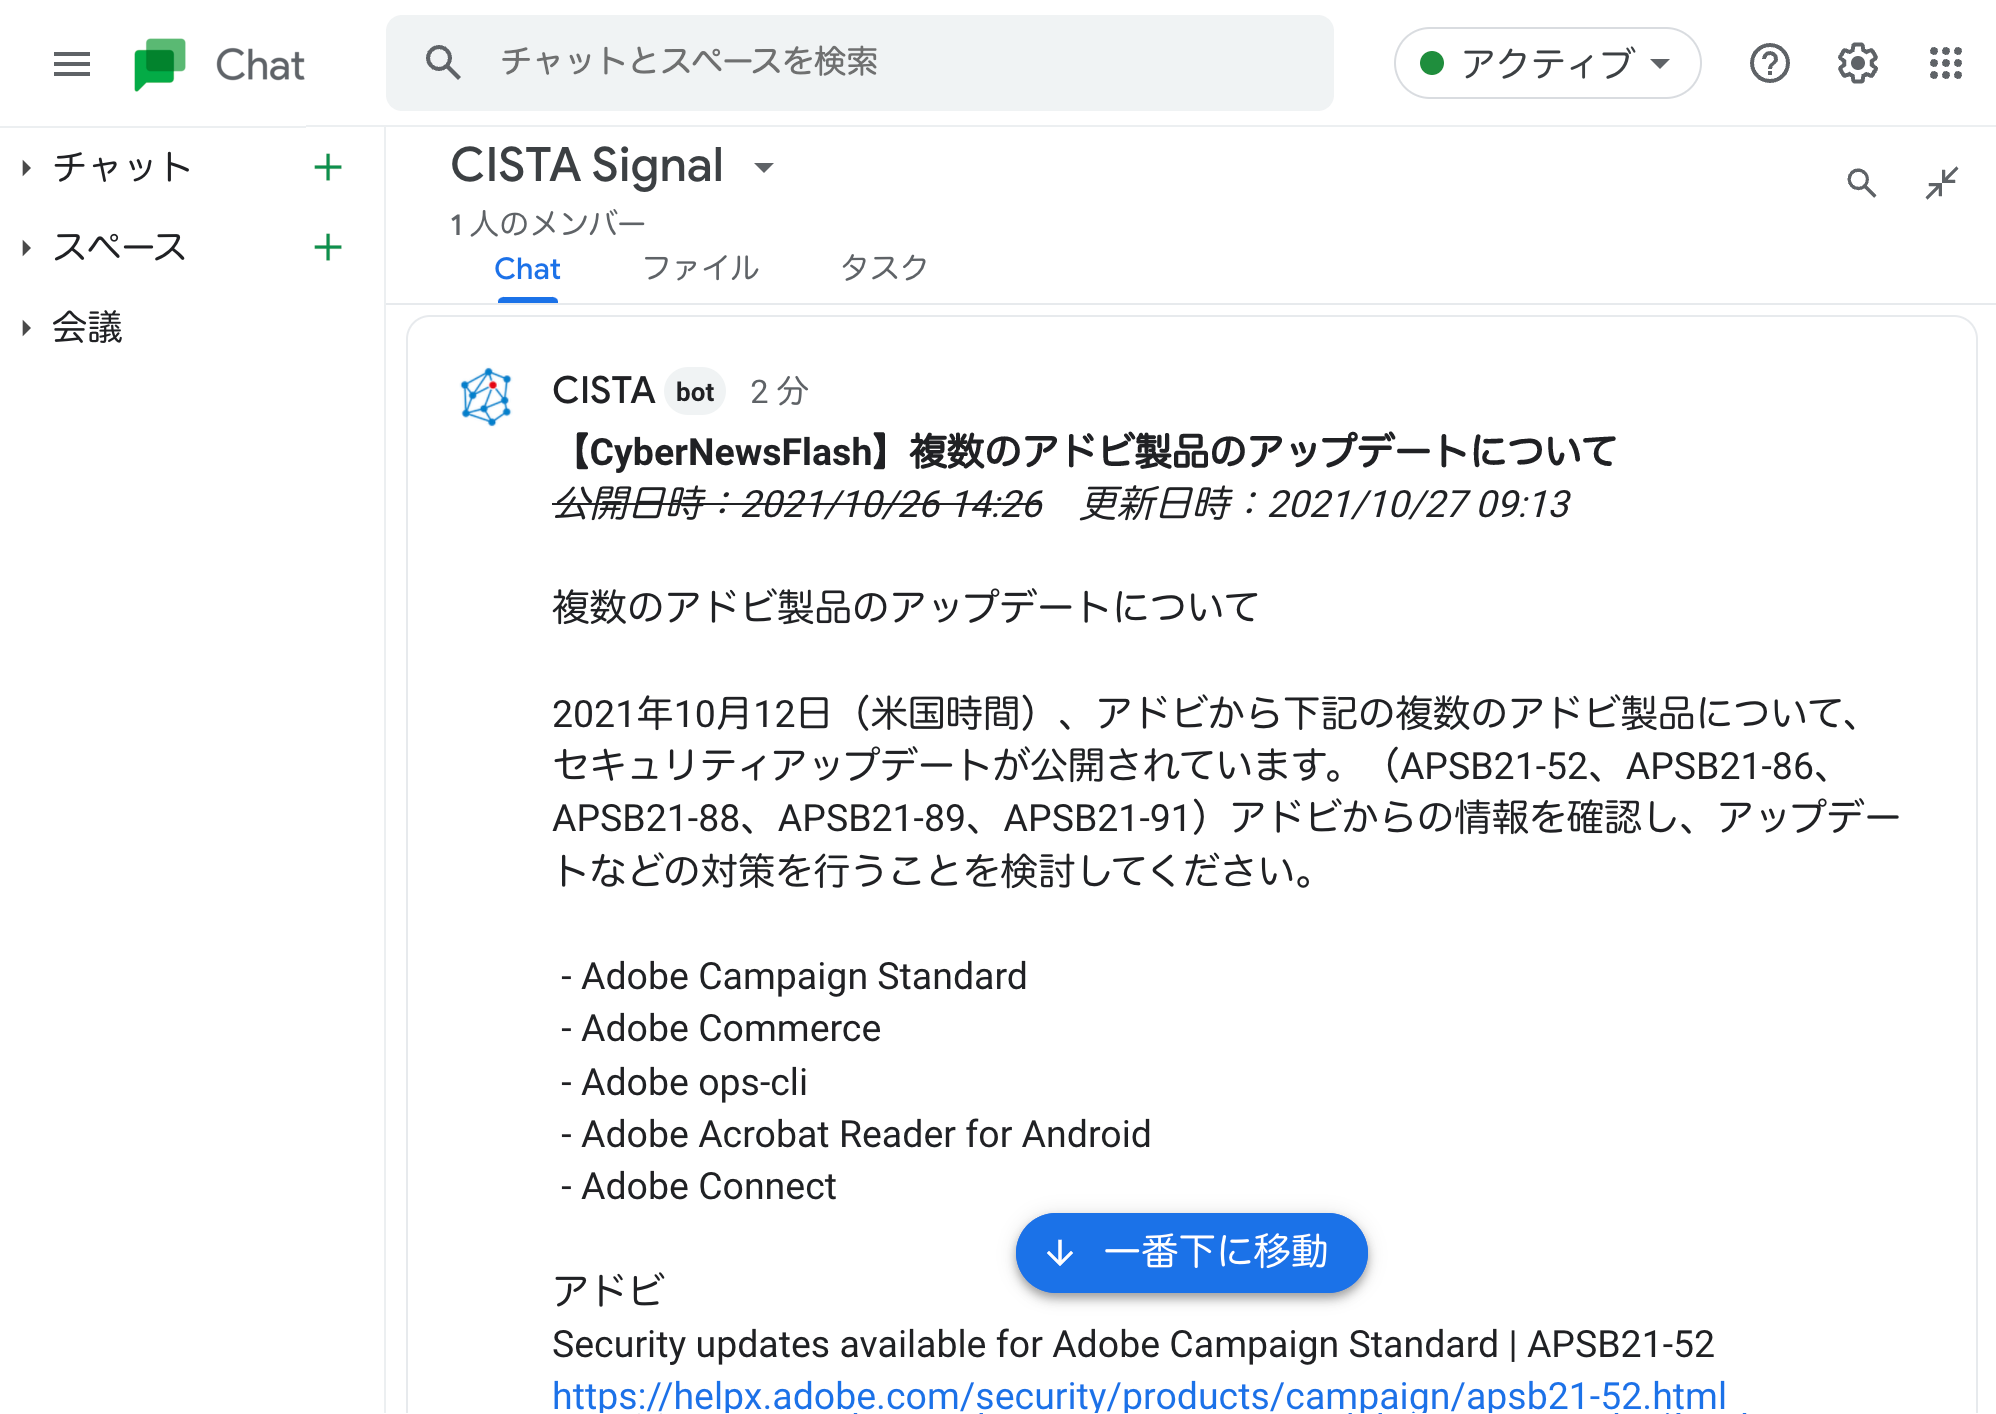 Chat
チャットとスペースを検索
アクティブ
チャット
スペース
会議
CISTA Signal
1 人のメンバー
Chat ファイル タスク
CISTA bot 2 分
【CyberNewsFlash】複数のアドビ製品のアップデートについて
公開日時：2021/10/26 14:26 更新日時：2021/10/27 09:13
複数のアドビ製品のアップデートについて
2021年10月12日（米国時間）、アドビから下記の複数のアドビ製品について、
セキュリティアップデートが公開されています。（APSB21-52、APSB21-86、
APSB21-88、APSB21-89、APSB21-91）アドビからの情報を確認し、アップデー
トなどの対策を行うことを検討してください。
- Adobe Campaign Standard
- Adobe Commerce
- Adobe ops-cli
- Adobe Acrobat Reader for Android
- Adobe Connect
一番下に移動
アドビ
Security updates available for Adobe Campaign Standard | APSB21-52
https://helpx.adobe.com/security/products/campaign/apsb21-52.html